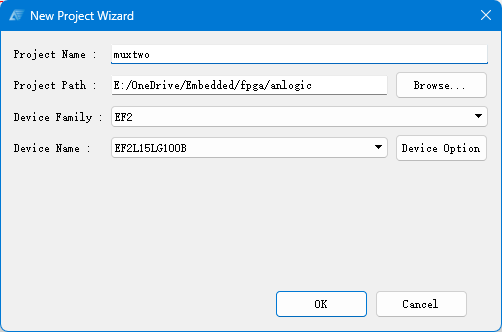 New Project Wizard
Project Name : muxtwo
Project Path : E:/OneDrive/Embedded/fpga/anlogic Browse...
Device Family : EF2
Device Name : EF2L15LG100B Device Option
OK Cancel